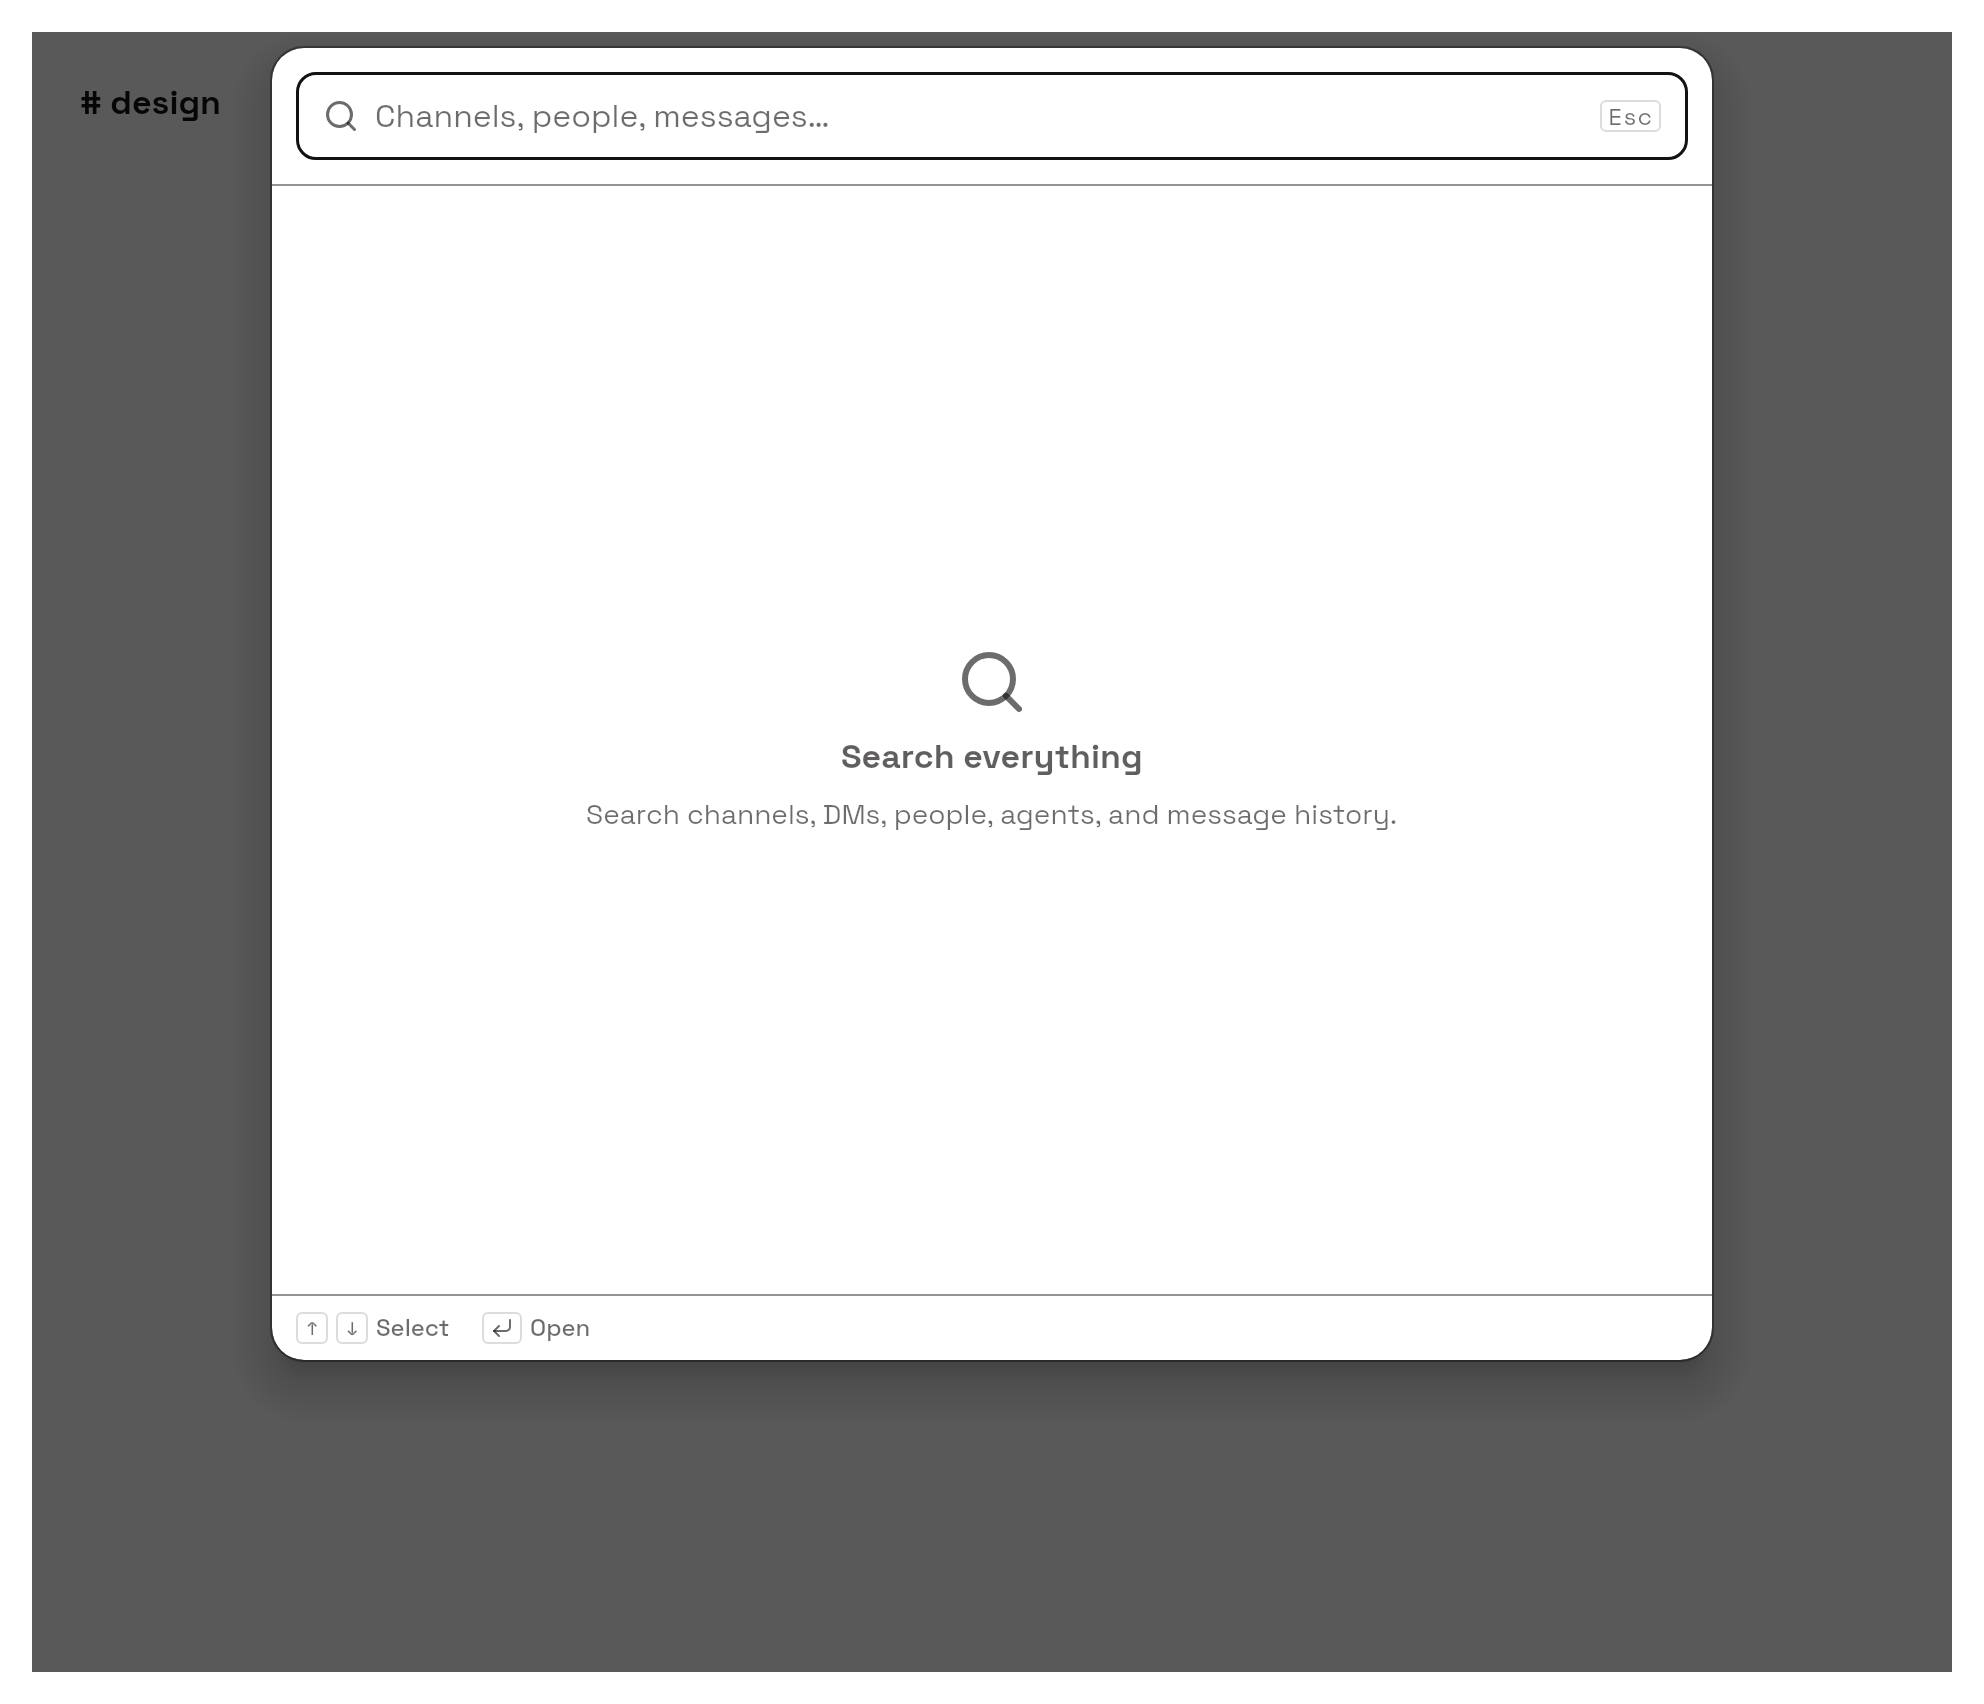 # design
Channels, people, messages...
Esc
Search everything
Search channels, DMs, people, agents, and message history.
↑ ↓ Select ↵ Open